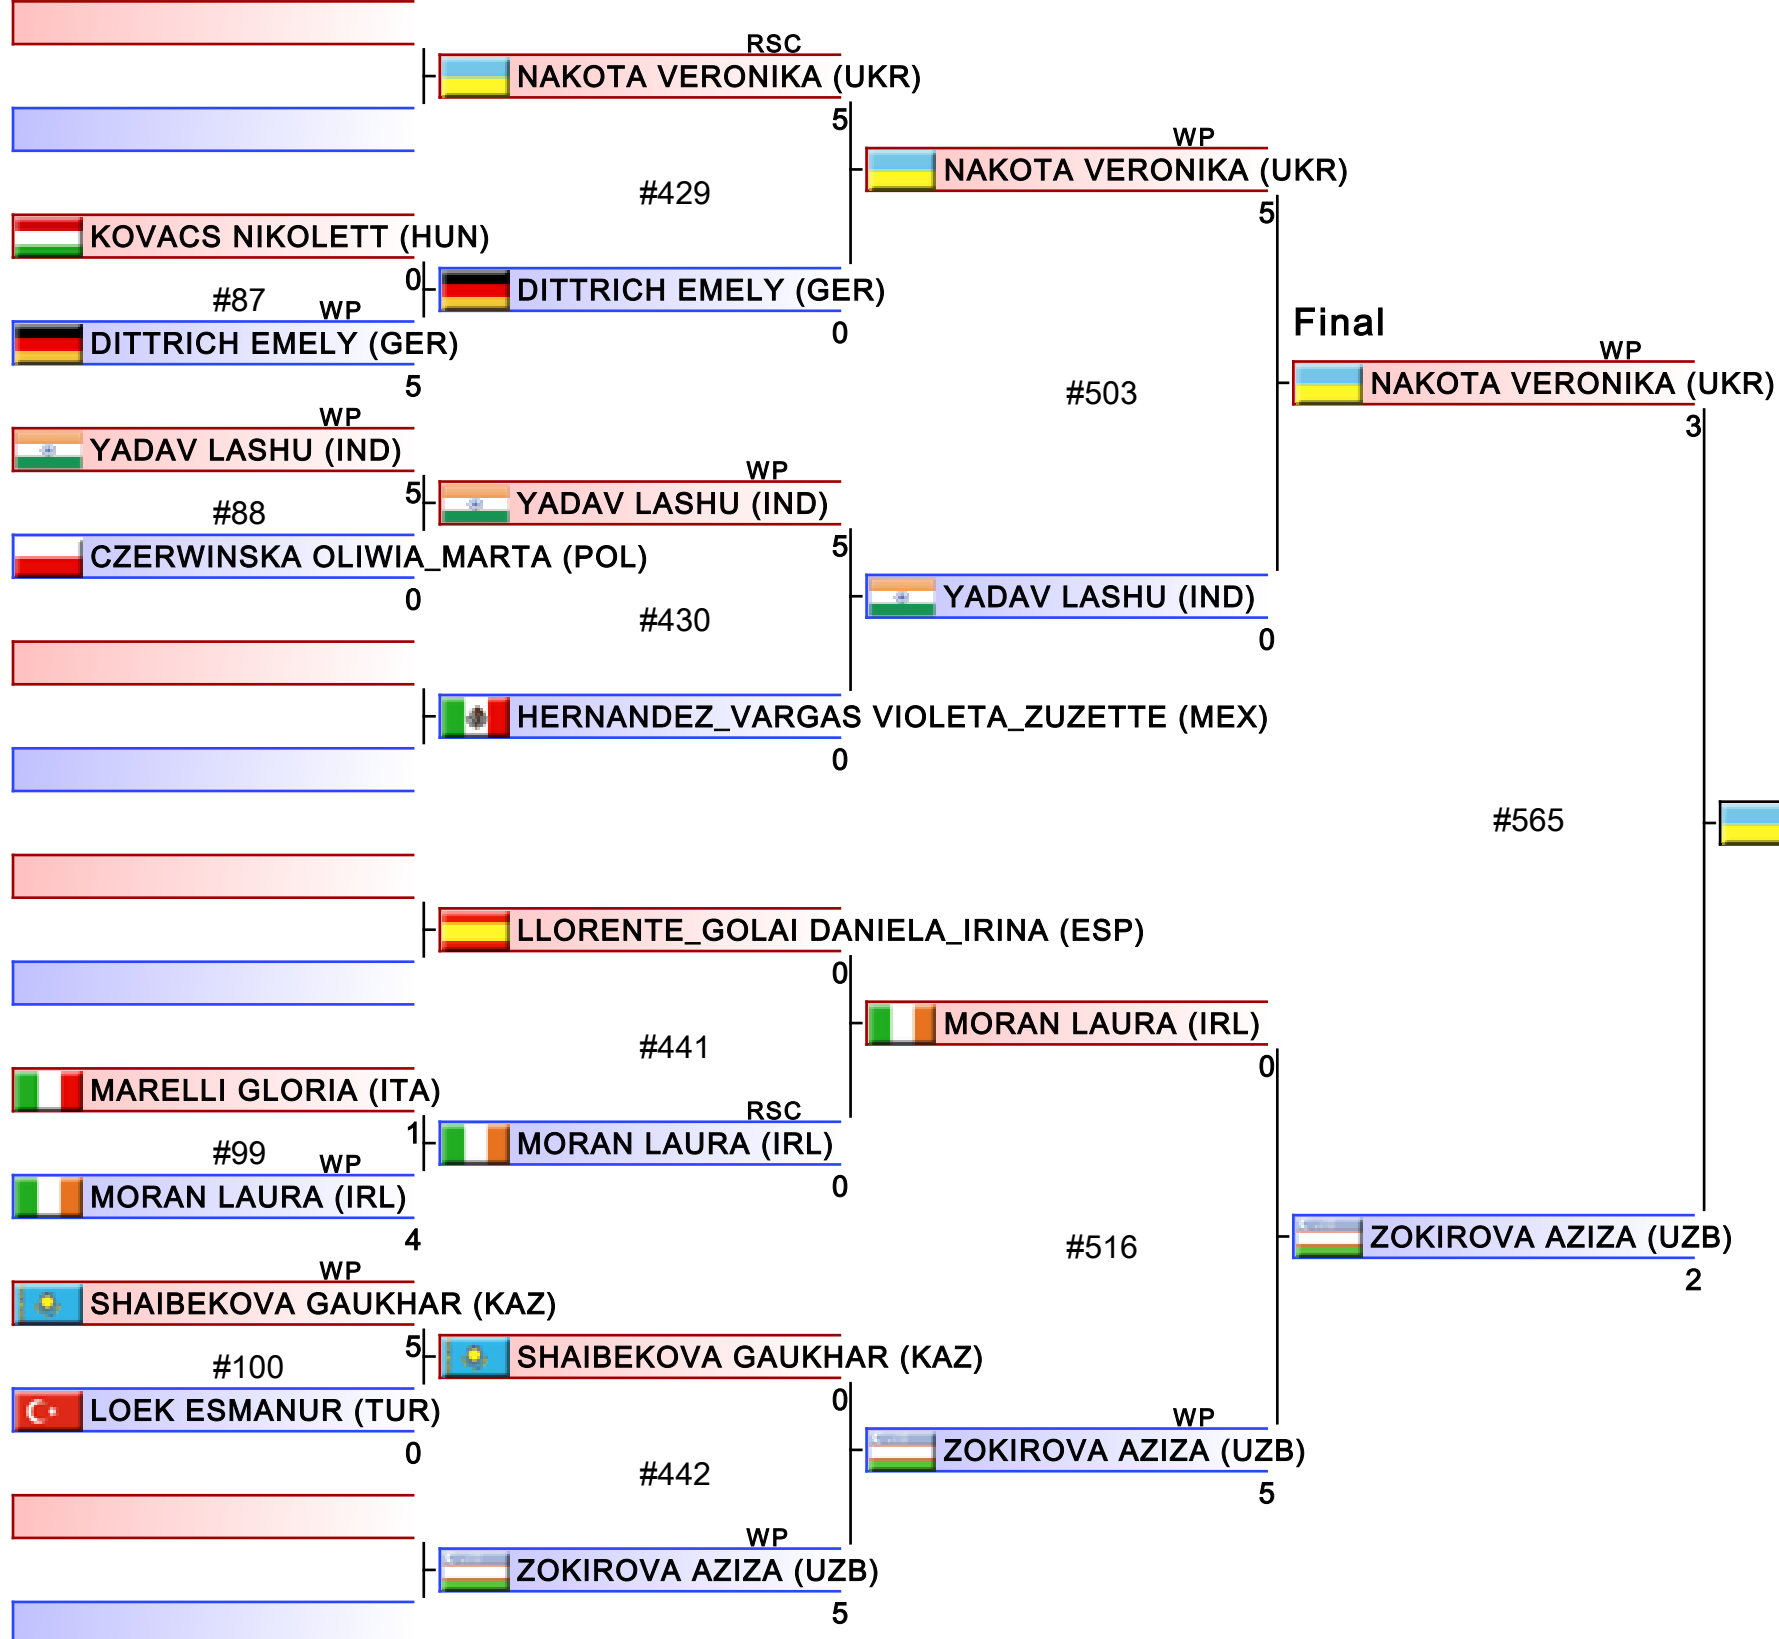 RSC
NAKOTA VERONIKA (UKR)
5
WP
NAKOTA VERONIKA (UKR)
5
#429
KOVACS NIKOLETT (HUN)
0
#87
WP
DITTRICH EMELY (GER)
5
DITTRICH EMELY (GER)
0
Final
WP
NAKOTA VERONIKA (UKR)
3
#503
WP
YADAV LASHU (IND)
5
#88
CZERWINSKA OLIWIA_MARTA (POL)
0
WP
YADAV LASHU (IND)
5
#430
YADAV LASHU (IND)
0
HERNANDEZ_VARGAS VIOLETA_ZUZETTE (MEX)
0
#565
LLORENTE_GOLAI DANIELA_IRINA (ESP)
0
MORAN LAURA (IRL)
0
#441
MARELLI GLORIA (ITA)
1
#99
WP
MORAN LAURA (IRL)
4
RSC
MORAN LAURA (IRL)
0
#516
ZOKIROVA AZIZA (UZB)
2
WP
SHAIBEKOVA GAUKHAR (KAZ)
5
#100
LOEK ESMANUR (TUR)
0
SHAIBEKOVA GAUKHAR (KAZ)
0
WP
ZOKIROVA AZIZA (UZB)
5
#442
WP
ZOKIROVA AZIZA (UZB)
5